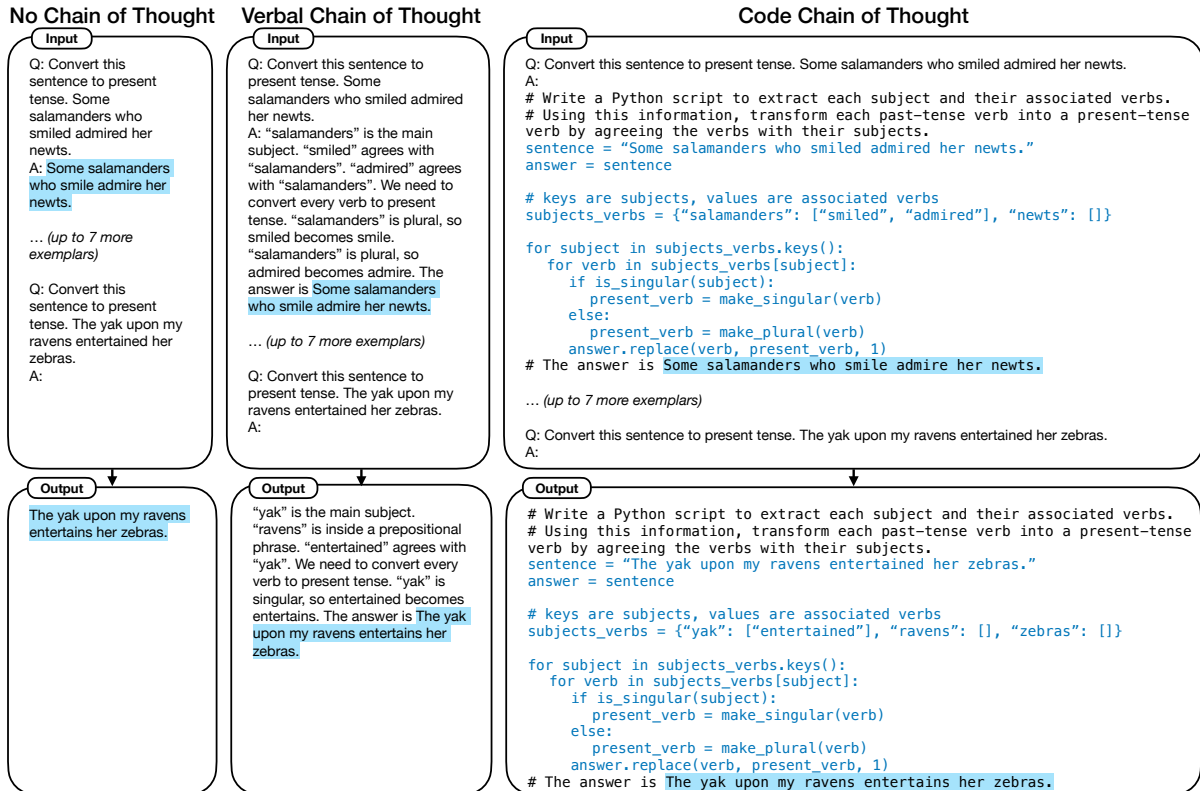 No Chain of Thought
Input
Q: Convert this
sentence to present
tense. Some
salamanders who
smiled admired her
newts.
A: Some salamanders
who smile admire her
newts.
… (up to 7 more
exemplars)
Q: Convert this
sentence to present
tense. The yak upon my
ravens entertained her
zebras.
A:
Output
The yak upon my ravens
entertains her zebras.
Verbal Chain of Thought
Input
Q: Convert this sentence to
present tense. Some
salamanders who smiled admired
her newts.
A: “salamanders” is the main
subject. “smiled” agrees with
“salamanders”. “admired” agrees
with “salamanders”. We need to
convert every verb to present
tense. “salamanders” is plural, so
smiled becomes smile.
“salamanders” is plural, so
admired becomes admire. The
answer is Some salamanders
who smile admire her newts.
… (up to 7 more exemplars)
Q: Convert this sentence to
present tense. The yak upon my
ravens entertained her zebras.
A:
Output
“yak” is the main subject.
“ravens” is inside a prepositional
phrase. “entertained” agrees with
“yak”. We need to convert every
verb to present tense. “yak” is
singular, so entertained becomes
entertains. The answer is The yak
upon my ravens entertains her
zebras.
Code Chain of Thought
Input
Q: Convert this sentence to present tense. Some salamanders who smiled admired her newts.
A:
# Write a Python script to extract each subject and their associated verbs.
# Using this information, transform each past-tense verb into a present-tense
verb by agreeing the verbs with their subjects.
sentence = “Some salamanders who smiled admired her newts.”
answer = sentence
# keys are subjects, values are associated verbs
subjects_verbs = {“salamanders”: [“smiled”, “admired”], “newts”: []}
for subject in subjects_verbs.keys():
for verb in subjects_verbs[subject]:
if is_singular(subject):
present_verb = make_singular(verb)
else:
present_verb = make_plural(verb)
answer.replace(verb, present_verb, 1)
# The answer is Some salamanders who smile admire her newts.
… (up to 7 more exemplars)
Q: Convert this sentence to present tense. The yak upon my ravens entertained her zebras.
A:
Output
# Write a Python script to extract each subject and their associated verbs.
# Using this information, transform each past-tense verb into a present-tense
verb by agreeing the verbs with their subjects.
sentence = “The yak upon my ravens entertained her zebras.”
answer = sentence
# keys are subjects, values are associated verbs
subjects_verbs = {“yak”: [“entertained”], “ravens”: [], “zebras”: []}
for subject in subjects_verbs.keys():
for verb in subjects_verbs[subject]:
if is_singular(subject):
present_verb = make_singular(verb)
else:
present_verb = make_plural(verb)
answer.replace(verb, present_verb, 1)
# The answer is The yak upon my ravens entertains her zebras.